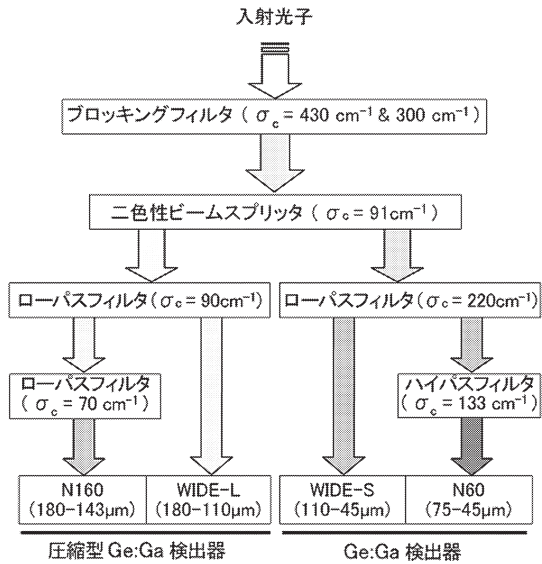 入射光子
ブロッキングフィルタ ( σc = 430 cm⁻¹ & 300 cm⁻¹)
二色性ビームスプリッタ ( σc = 91cm⁻¹)
ローパスフィルタ(σc = 90cm⁻¹)
ローパスフィルタ(σc = 220cm⁻¹)
ローパスフィルタ
( σc = 70 cm⁻¹)
ハイパスフィルタ
(σc = 133 cm⁻¹)
N160
(180-143μm)
WIDE-L
(180-110μm)
WIDE-S
(110-45μm)
N60
(75-45μm)
圧縮型 Ge:Ga 検出器
Ge:Ga 検出器